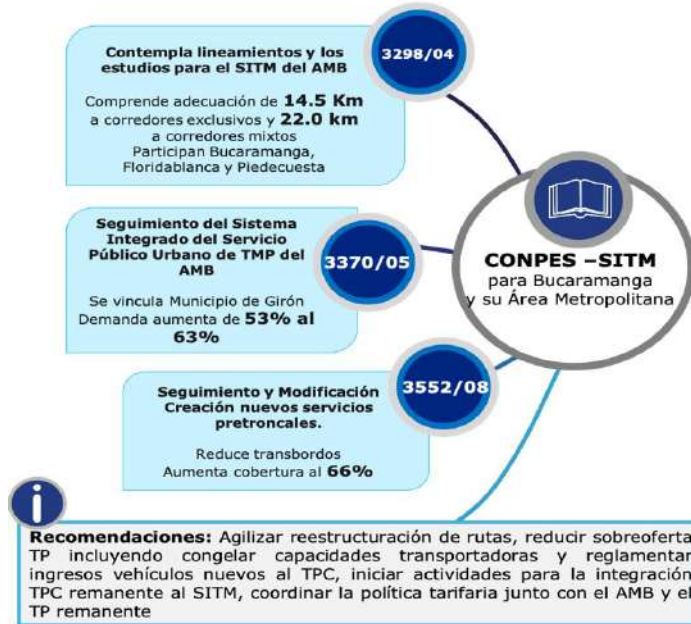 Contempla lineamientos y los
estudios para el SITM del AMB
Comprende adecuación de 14.5 Km
a corredores exclusivos y 22.0 km
a corredores mixtos
Participan Bucaramanga,
Floridablanca y Piedecuesta
3298/04
Seguimiento del Sistema
Integrado del Servicio
Público Urbano de TMP del
AMB
Se vincula Municipio de Girón
Demanda aumenta de 53% al
63%
3370/05
CONPES –SITM
para Bucaramanga
y su Área Metropolitana
Seguimiento y Modificación
Creación nuevos servicios
pretroncales.
Reduce transbordos
Aumenta cobertura al 66%
3552/08
i
Recomendaciones: Agilizar reestructuración de rutas, reducir sobreoferta
TP incluyendo congelar capacidades transportadoras y reglamentar
ingresos vehículos nuevos al TPC, iniciar actividades para la integración
TPC remanente al SITM, coordinar la política tarifaria junto con el AMB y el
TP remanente